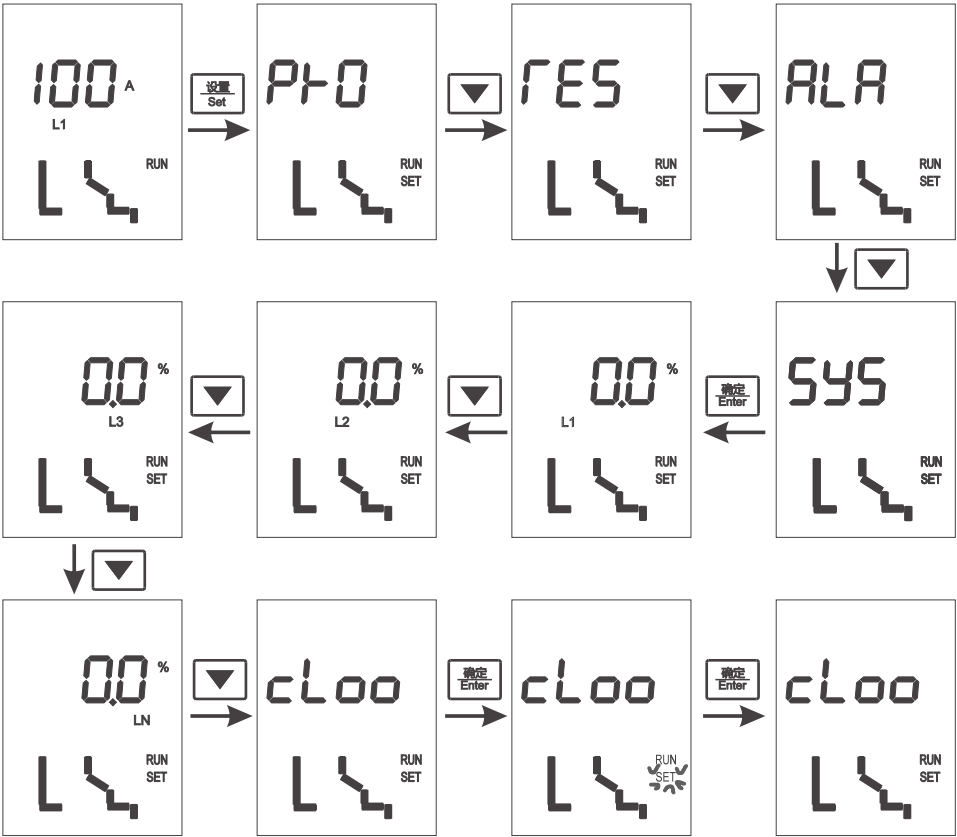 100 A
L1
RUN
设置
Set
PrO
RUN
SET
rES
RUN
SET
ALA
RUN
SET
0.0 %
L3
RUN
SET
0.0 %
L2
RUN
SET
0.0 %
L1
RUN
SET
确定
Enter
SYS
RUN
SET
0.0 %
LN
RUN
SET
cLoo
RUN
SET
确定
Enter
cLoo
RUN
SET
确定
Enter
cLoo
RUN
SET